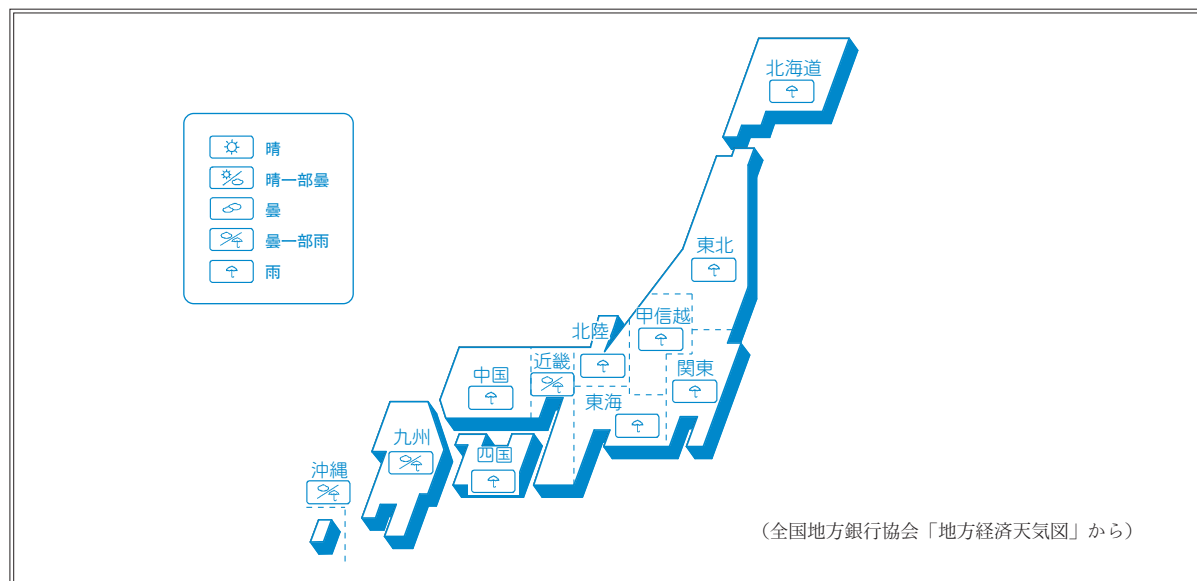 北海道
晴
晴一部曇
曇
曇一部雨
雨
東北
北陸
甲信越
近畿
中国
関東
東海
九州
四国
沖縄
（全国地方銀行協会「地方経済天気図」から）